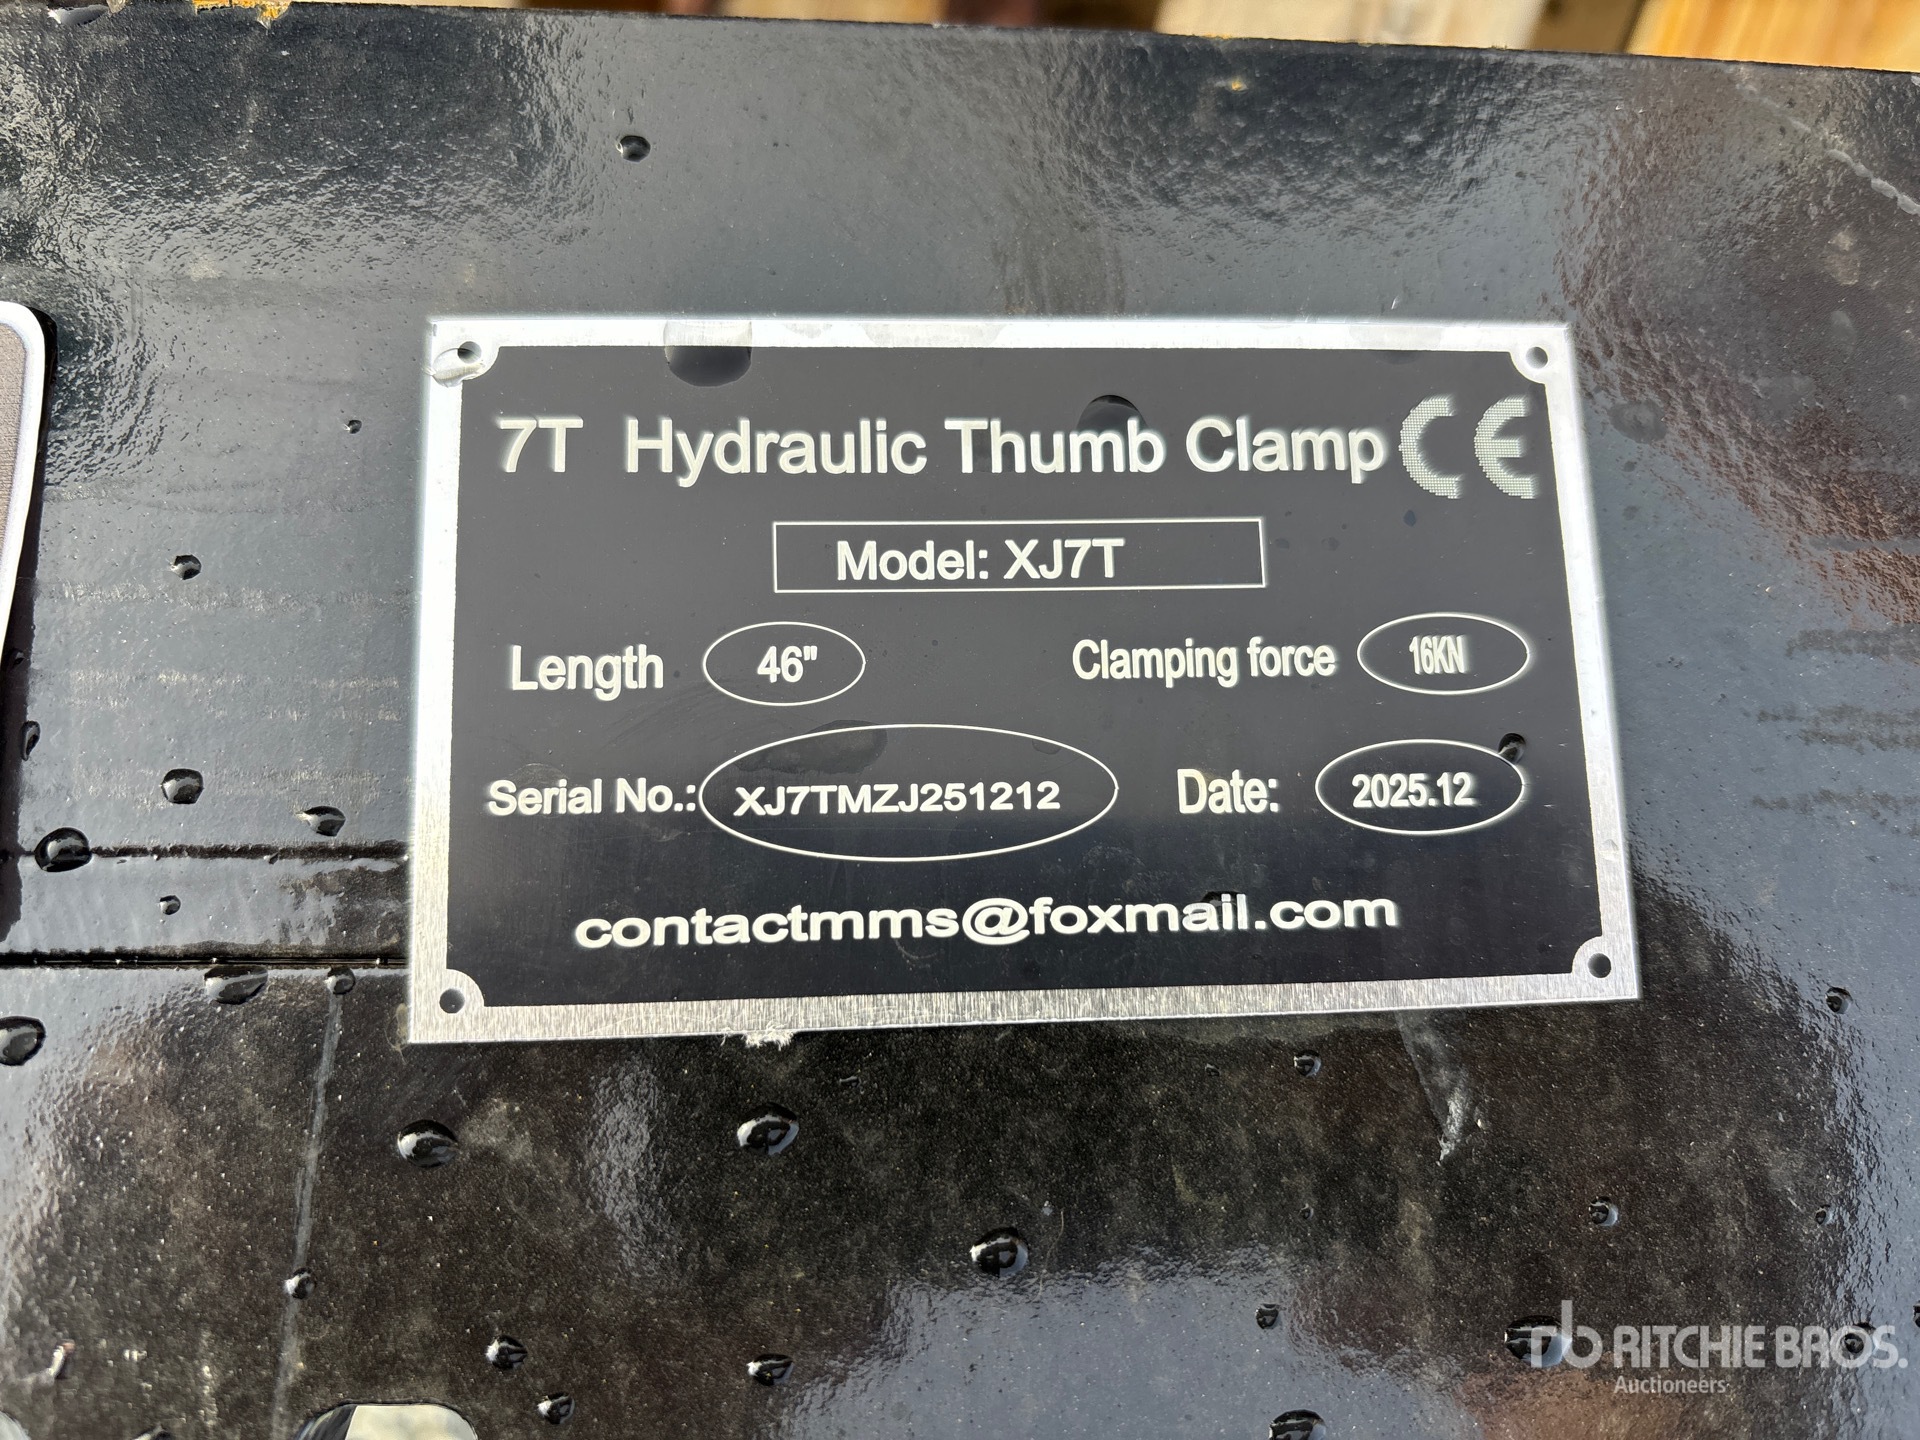 7T Hydraulic Thumb Clamp CE
Model: XJ7T
Length 46" Clamping force 16KN
Serial No.: XJ7TMZJ251212 Date: 2025.12
contactmms@foxmail.com
rb RITCHIE BROS.
Auctioneers